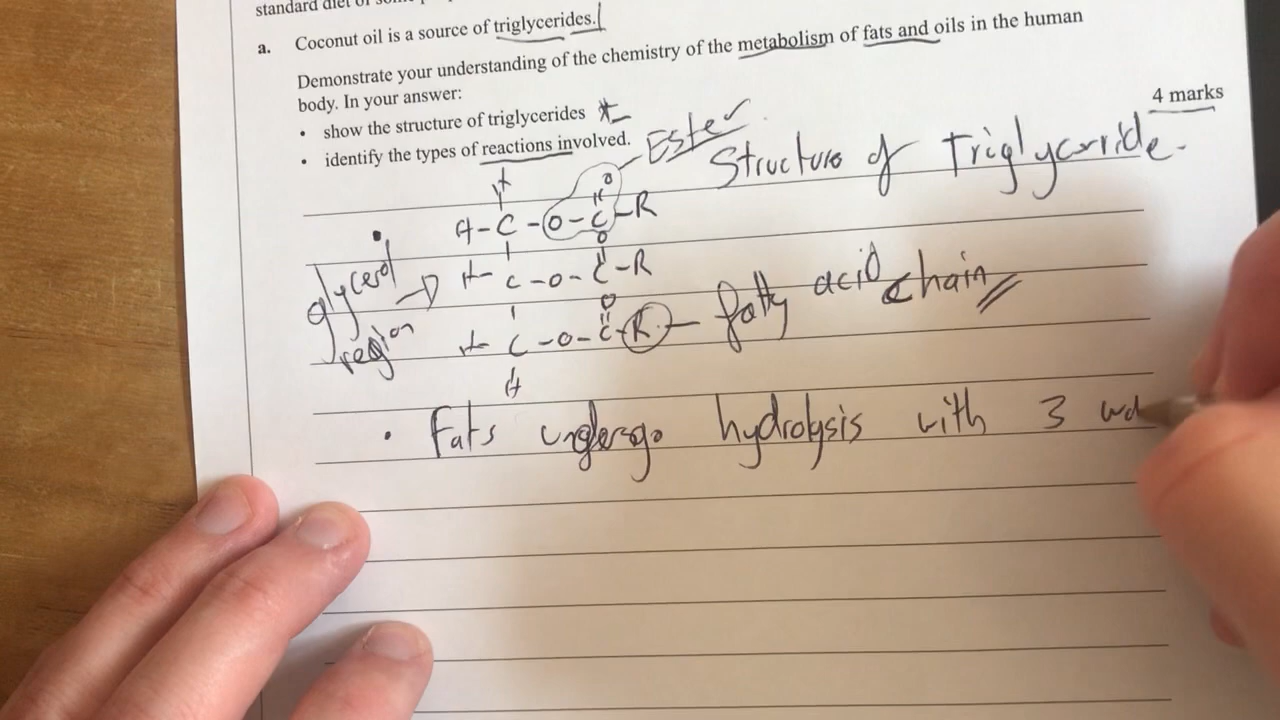 standard diet of some
a. Coconut oil is a source of triglycerides.
Demonstrate your understanding of the chemistry of the metabolism of fats and oils in the human
body. In your answer:
4 marks
• show the structure of triglycerides
• identify the types of reactions involved.
Ester
Structure of Triglyceride.
H
O
H-C-O-C-R
O
glycerol region
H-C-O-C-R
O
H-C-O-C-R - fatty acid chain
H
• Fats undergo hydrolysis with 3